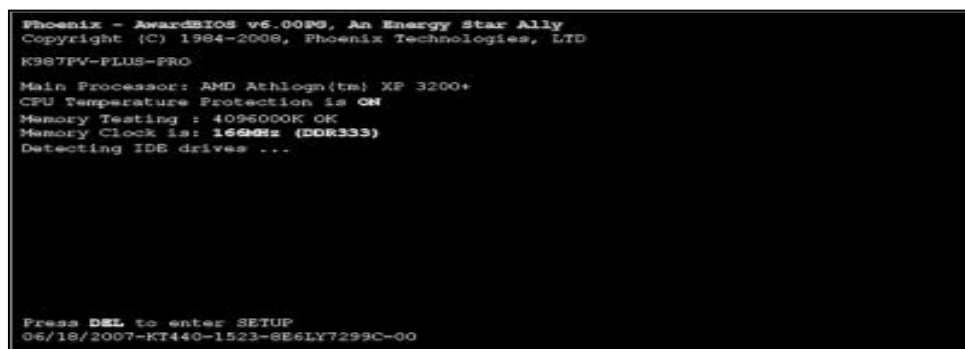 Phoenix - AwardBIOS v6.00PG, An Energy Star Ally
Copyright (C) 1984-2008, Phoenix Technologies, LTD
K987PV-PLUS-PRO
Main Processor: AMD Athlogn(tm) XP 3200+
CPU Temperature Protection is ON
Memory Testing : 4096000K OK
Memory Clock is: 166MHz (DDR333)
Detecting IDE drives ...
Press DEL to enter SETUP
06/18/2007-KT440-1523-8E6LY7299C-00